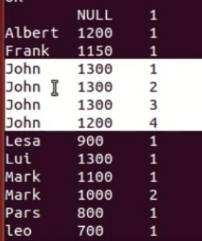 NULL 1
Albert 1200 1
Frank 1150 1
John 1300 1
John 1300 2
John 1300 3
John 1200 4
Lesa 900 1
Lui 1300 1
Mark 1100 1
Mark 1000 2
Pars 800 1
leo 700 1